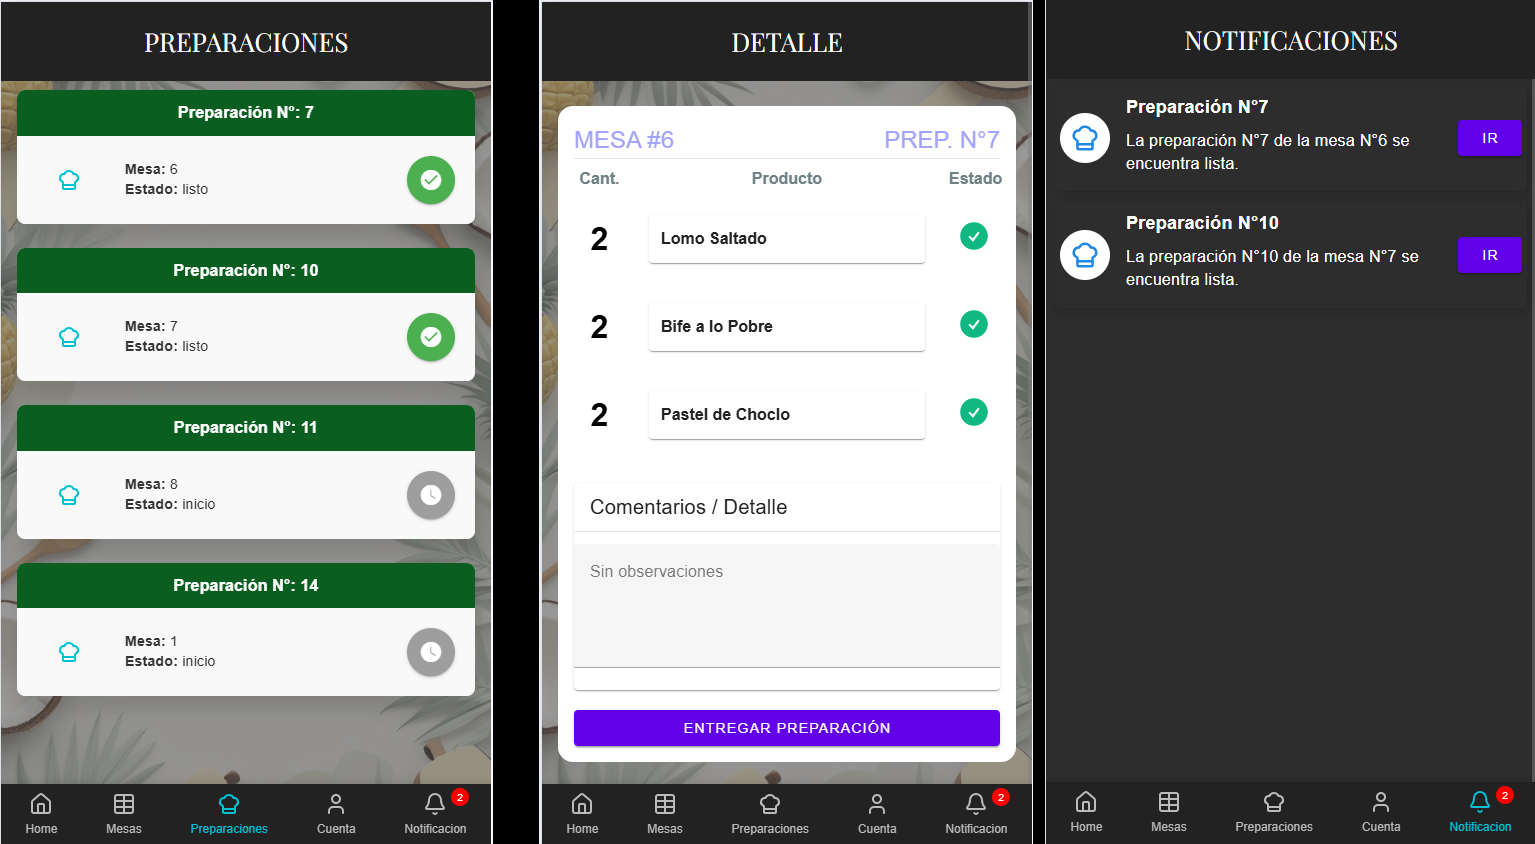 PREPARACIONES
Preparación N°: 7
Mesa: 6
Estado: listo
Preparación N°: 10
Mesa: 7
Estado: listo
Preparación N°: 11
Mesa: 8
Estado: inicio
Preparación N°: 14
Mesa: 1
Estado: inicio
Home
Mesas
Preparaciones
Cuenta
2
Notificacion
DETALLE
MESA #6 PREP. N°7
Cant. Producto Estado
2 Lomo Saltado
2 Bife a lo Pobre
2 Pastel de Choclo
Comentarios / Detalle
Sin observaciones
ENTREGAR PREPARACIÓN
Home
Mesas
Preparaciones
Cuenta
2
Notificacion
NOTIFICACIONES
Preparación N°7
La preparación N°7 de la mesa N°6 se
encuentra lista.
IR
Preparación N°10
La preparación N°10 de la mesa N°7 se
encuentra lista.
IR
Home
Mesas
Preparaciones
Cuenta
2
Notificacion